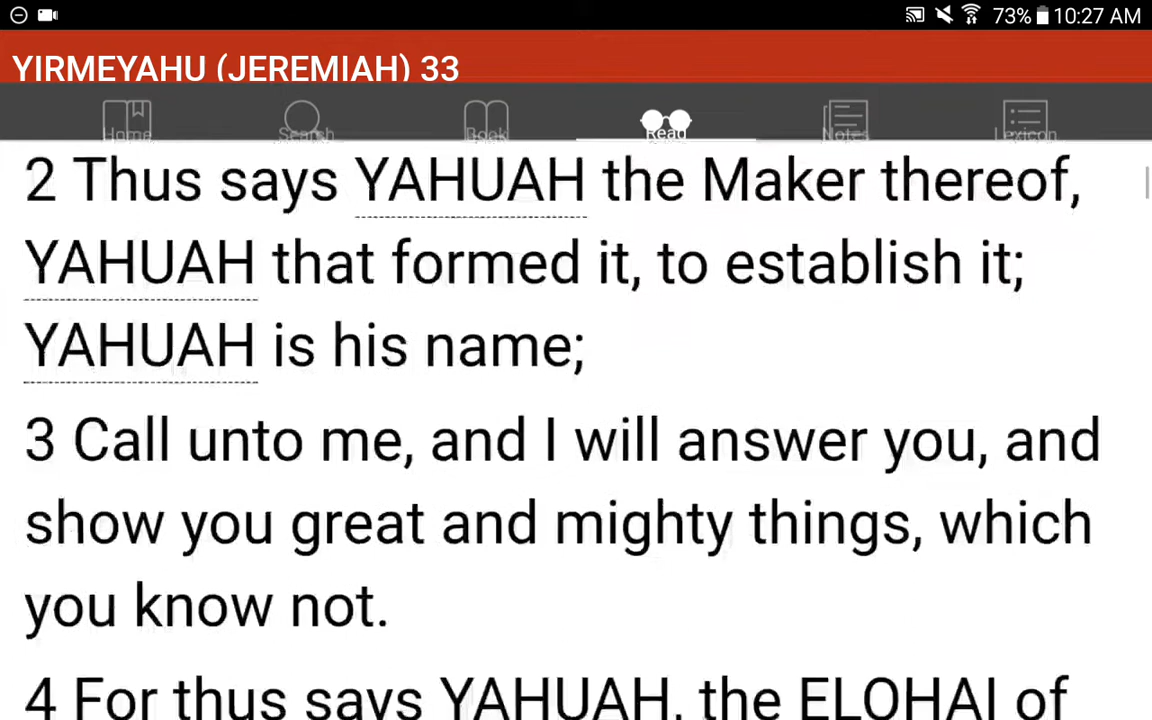 73% 10:27 AM
YIRMEYAHU (JEREMIAH) 33
Home Search Book Read Notes Lexicon
2 Thus says YAHUAH the Maker thereof,
YAHUAH that formed it, to establish it;
YAHUAH is his name;
3 Call unto me, and I will answer you, and
show you great and mighty things, which
you know not.
4 For thus says YAHUAH, the ELOHAI of